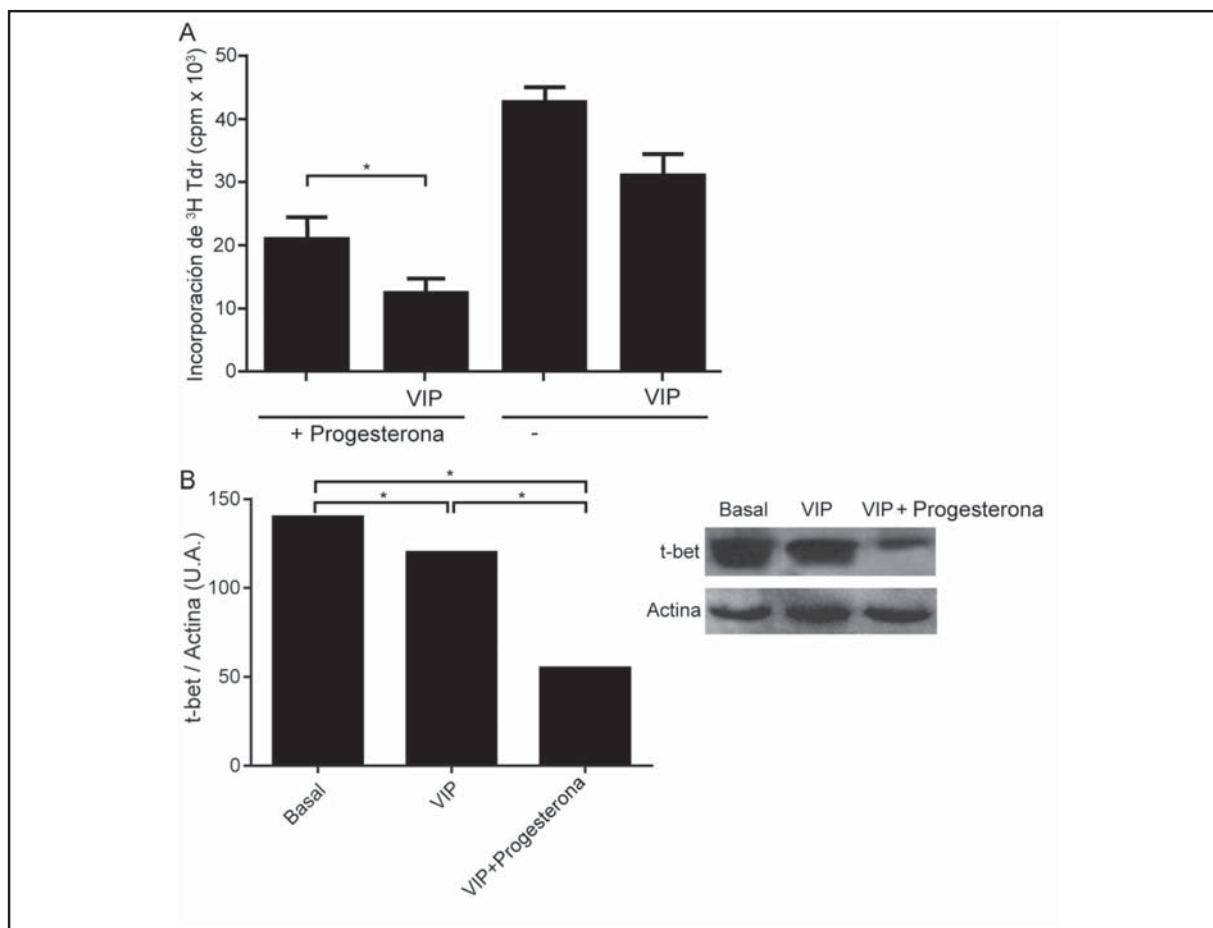 A
Incorporación de ³H Tdr (cpm x 10³)
50
40
30
20
10
0
*
VIP
VIP
+ Progesterona
-
B
t-bet / Actina (U.A.)
150
100
50
0
*
*
*
Basal
VIP
VIP+Progesterona
Basal VIP VIP + Progesterona
t-bet
Actina